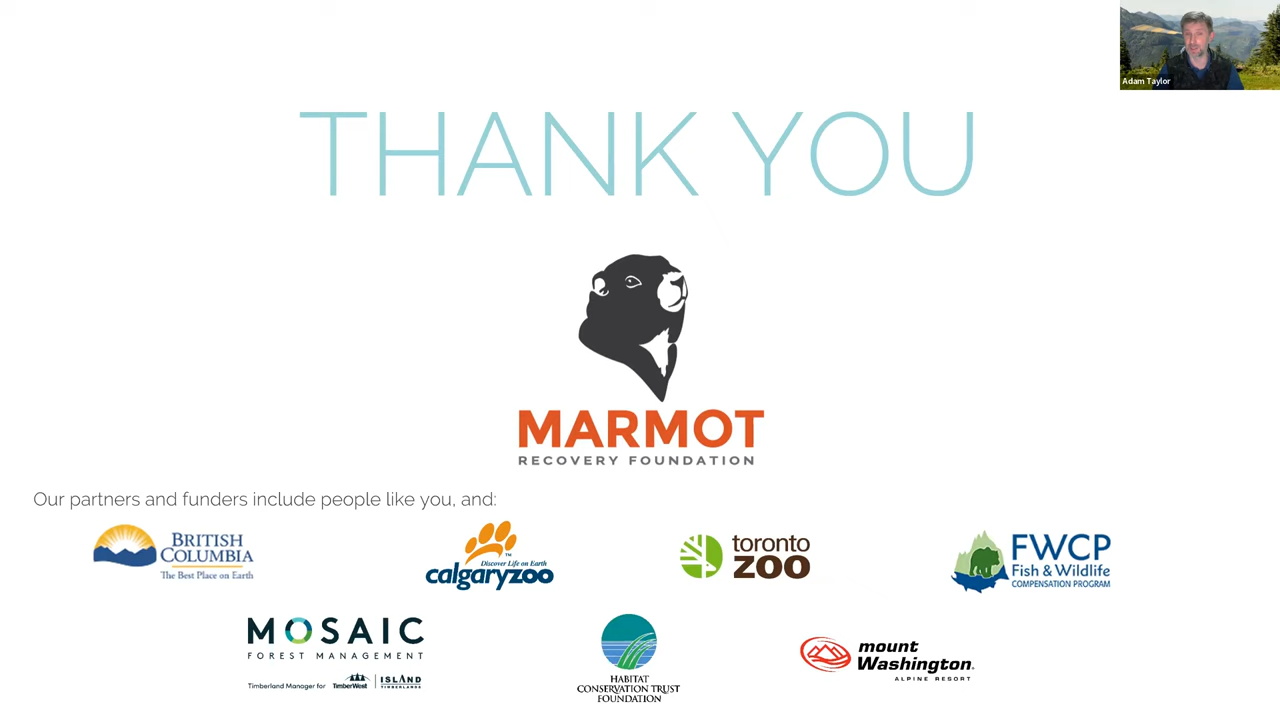 Adam Taylor
THANK YOU
MARMOT
RECOVERY FOUNDATION
Our partners and funders include people like you, and:
BRITISH
COLUMBIA
The Best Place on Earth
Discover Life on Earth
calgaryzoo
TM
toronto
zoo
FWCP
Fish & Wildlife
COMPENSATION PROGRAM
MOSAIC
FOREST MANAGEMENT
Timberland Manager for TimberWest ISLAND
TIMBERLANDS
HABITAT
CONSERVATION TRUST
FOUNDATION
mount
Washington.
ALPINE RESORT